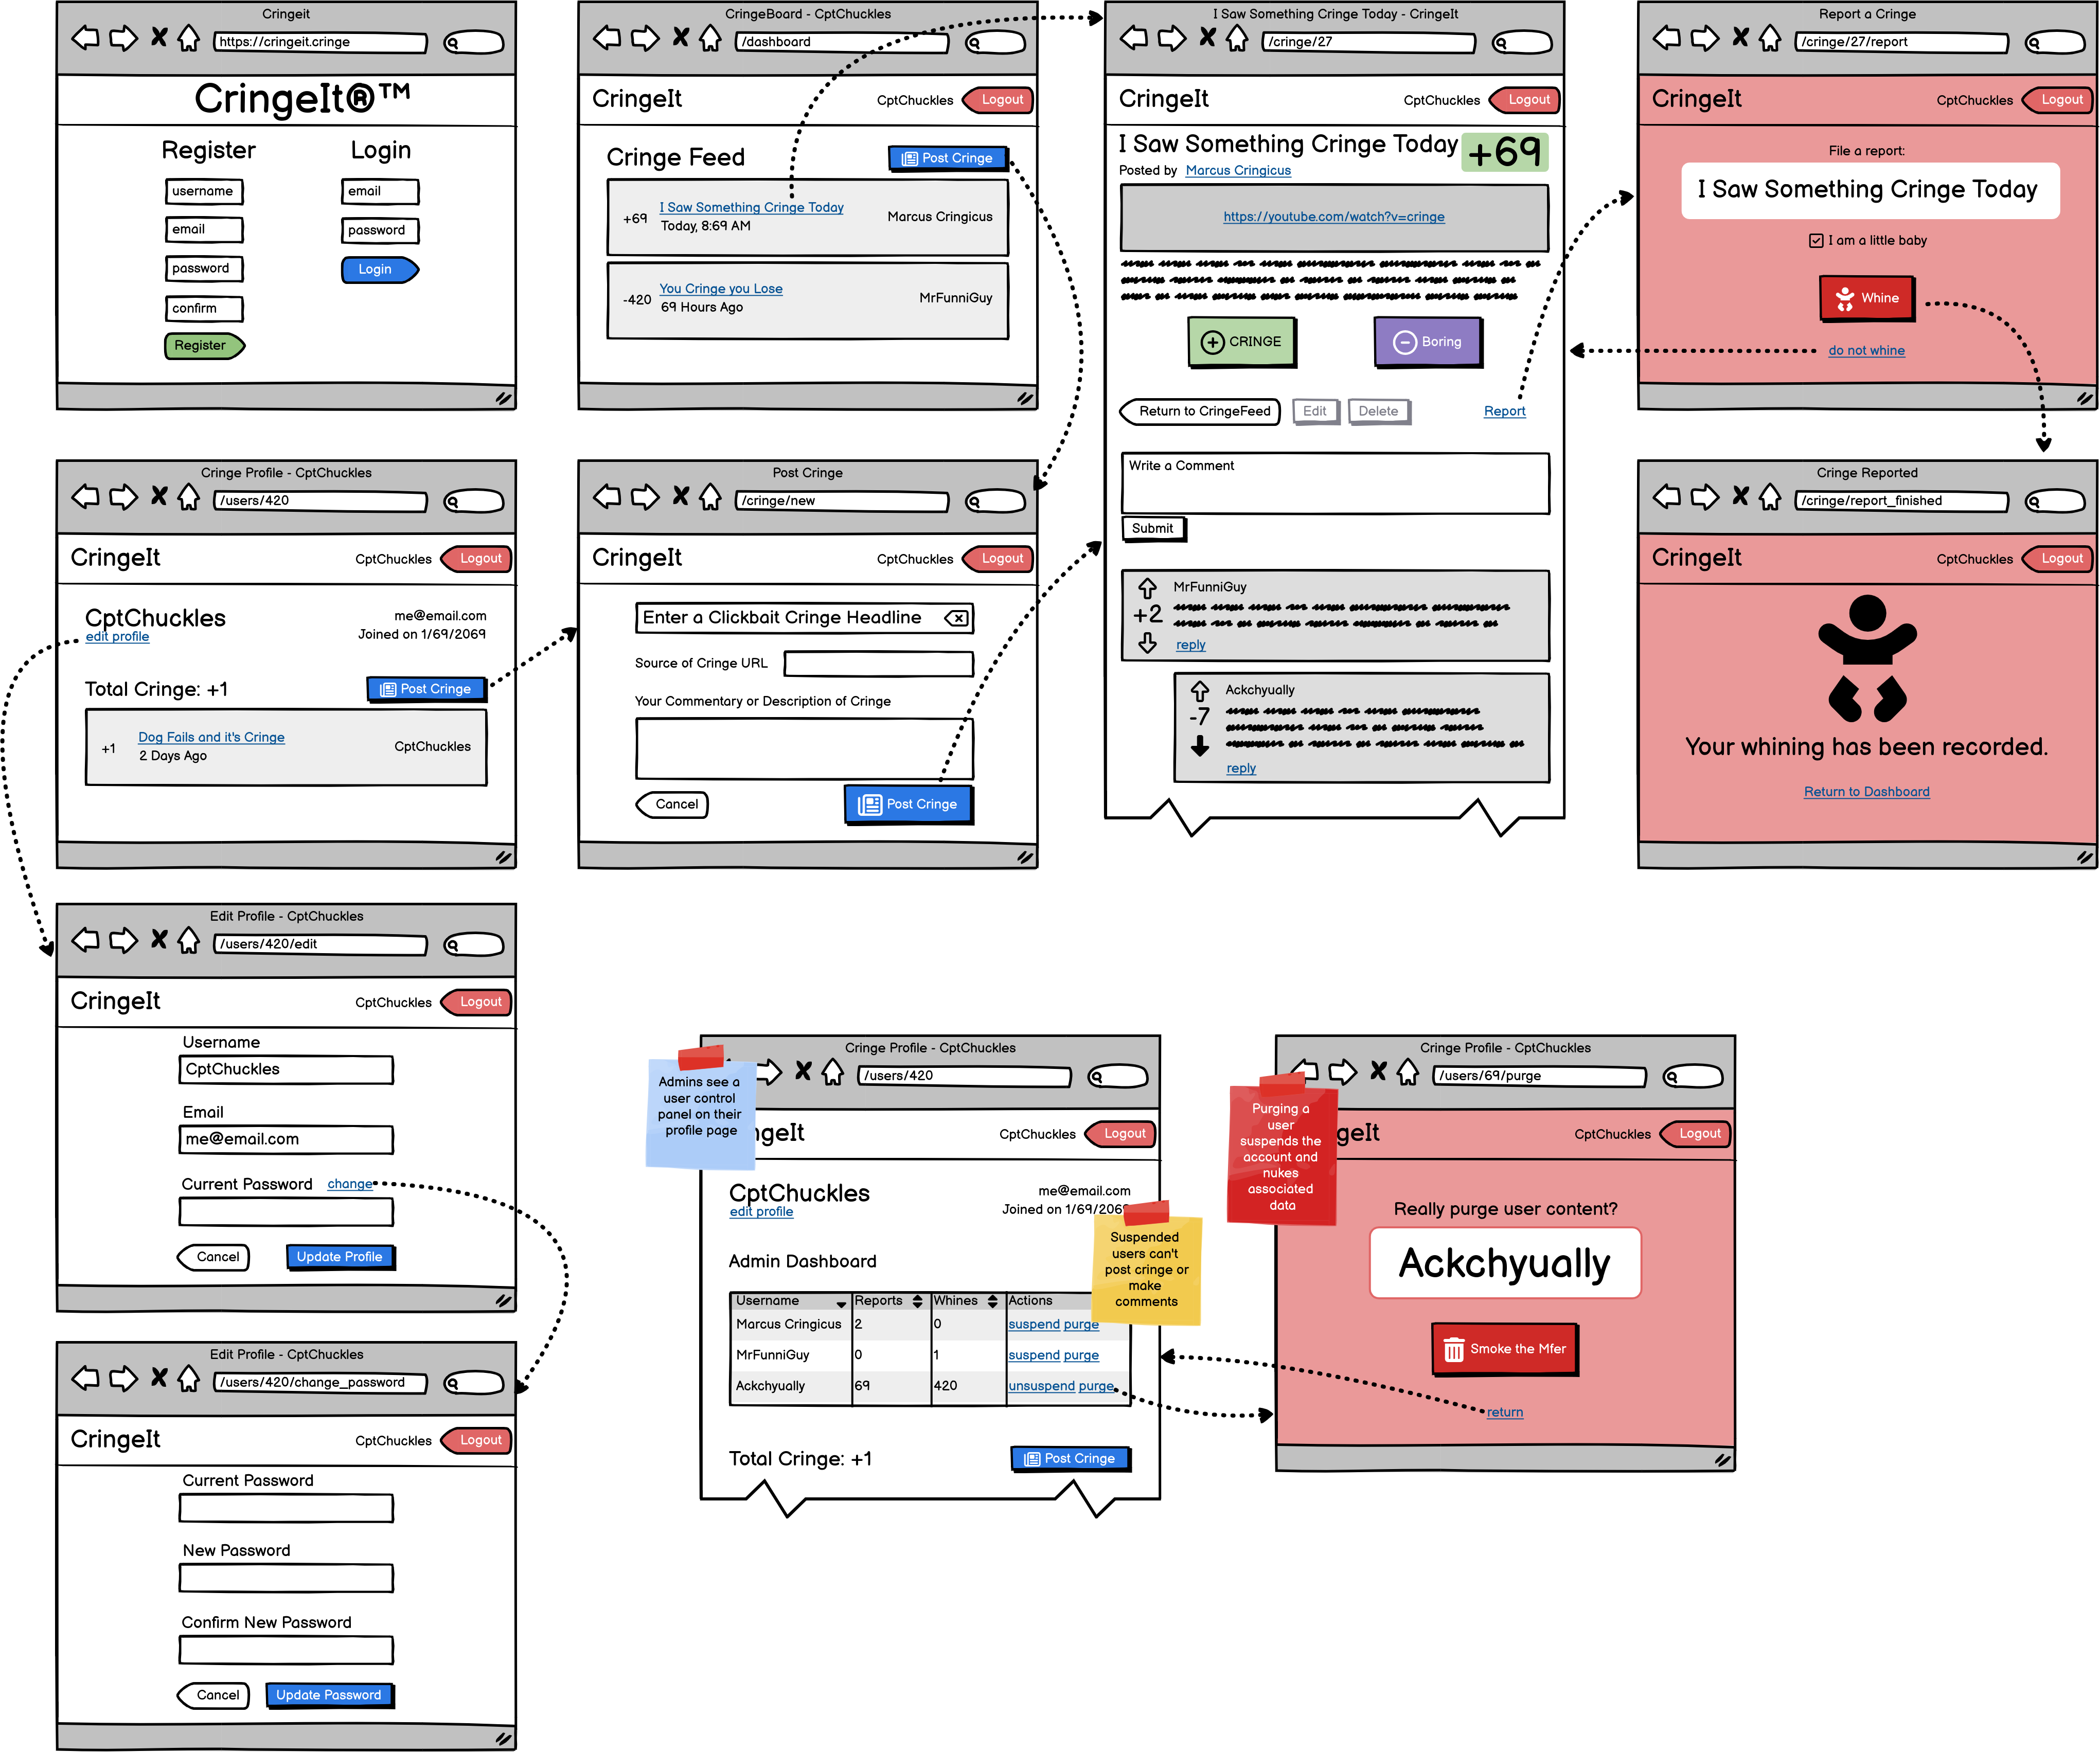 Cringeit
https://cringeit.cringe
CringeIt®™
Register
Login
username
email
email
password
password
Login
confirm
Register
CringeBoard - CptChuckles
/dashboard
CringeIt
CptChuckles
Logout
Cringe Feed
Post Cringe
+69
I Saw Something Cringe Today
Today, 8:69 AM
Marcus Cringicus
-420
You Cringe you Lose
69 Hours Ago
MrFunniGuy
I Saw Something Cringe Today - CringeIt
/cringe/27
CringeIt
CptChuckles
Logout
I Saw Something Cringe Today
+69
Posted by Marcus Cringicus
https://youtube.com/watch?v=cringe
CRINGE
Boring
Return to CringeFeed
Edit
Delete
Report
Write a Comment
Submit
MrFunniGuy
+2
reply
Ackchyually
-7
reply
Report a Cringe
/cringe/27/report
CringeIt
CptChuckles
Logout
File a report:
I Saw Something Cringe Today
I am a little baby
Whine
do not whine
Cringe Profile - CptChuckles
/users/420
CringeIt
CptChuckles
Logout
CptChuckles
edit profile
me@email.com
Joined on 1/69/2069
Total Cringe: +1
Post Cringe
+1
Dog Fails and it's Cringe
2 Days Ago
CptChuckles
Post Cringe
/cringe/new
CringeIt
CptChuckles
Logout
Enter a Clickbait Cringe Headline
Source of Cringe URL
Your Commentary or Description of Cringe
Cancel
Post Cringe
Cringe Reported
/cringe/report_finished
CringeIt
CptChuckles
Logout
Your whining has been recorded.
Return to Dashboard
Edit Profile - CptChuckles
/users/420/edit
CringeIt
CptChuckles
Logout
Username
CptChuckles
Email
me@email.com
Current Password
change
Cancel
Update Profile
Edit Profile - CptChuckles
/users/420/change_password
CringeIt
CptChuckles
Logout
Current Password
New Password
Confirm New Password
Cancel
Update Password
Cringe Profile - CptChuckles
/users/420
Admins see a
user control
panel on their
profile page
ngeIt
CptChuckles
Logout
CptChuckles
edit profile
me@email.com
Joined on 1/69/2069
Suspended
users can't
post cringe or
make
comments
Admin Dashboard
Username
Reports
Whines
Actions
Marcus Cringicus
2
0
suspend purge
MrFunniGuy
0
1
suspend purge
Ackchyually
69
420
unsuspend purge
Total Cringe: +1
Post Cringe
Cringe Profile - CptChuckles
/users/69/purge
Purging a
user
suspends the
account and
nukes
associated
data
geIt
CptChuckles
Logout
Really purge user content?
Ackchyually
Smoke the Mfer
return